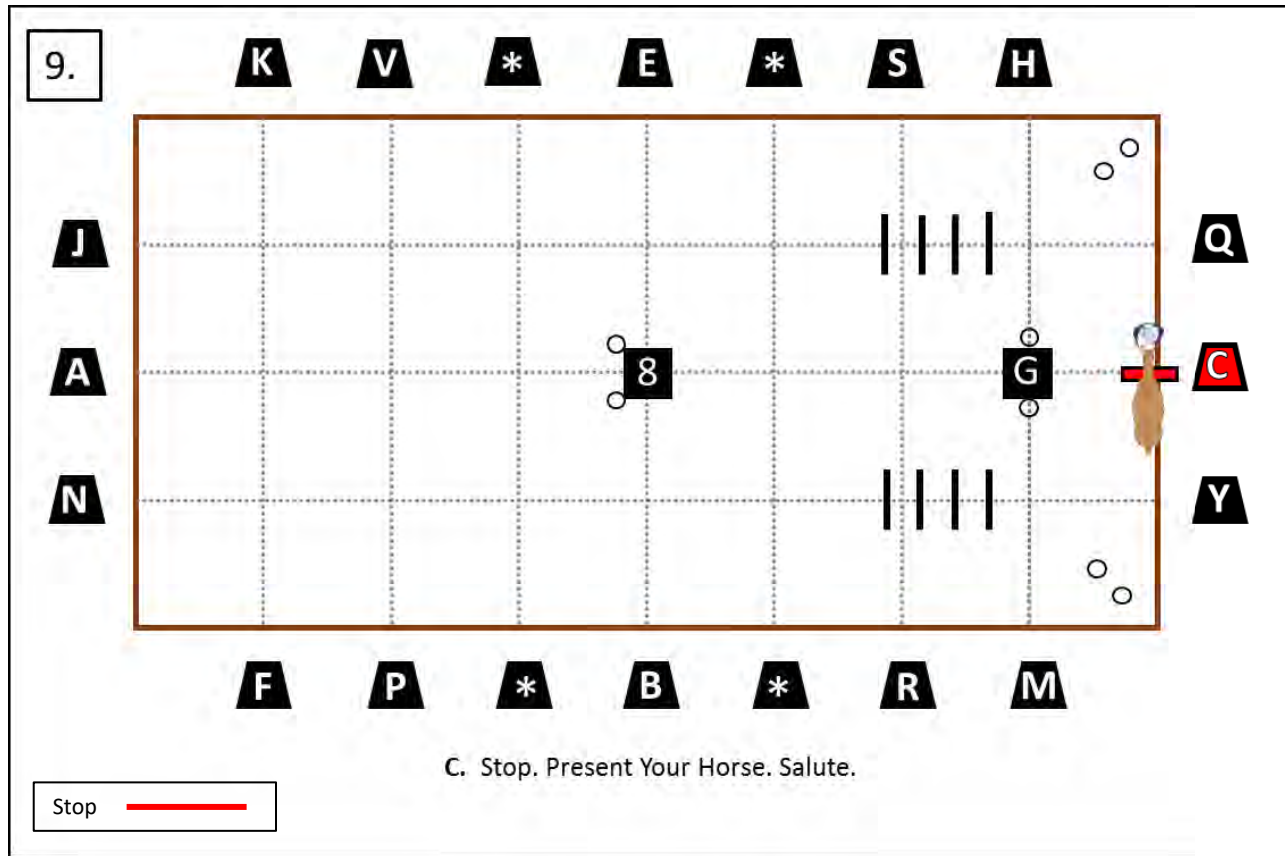 9.
K V * E * S H
J Q
A 8 G C
N Y
F P * B * R M
C. Stop. Present Your Horse. Salute.
Stop